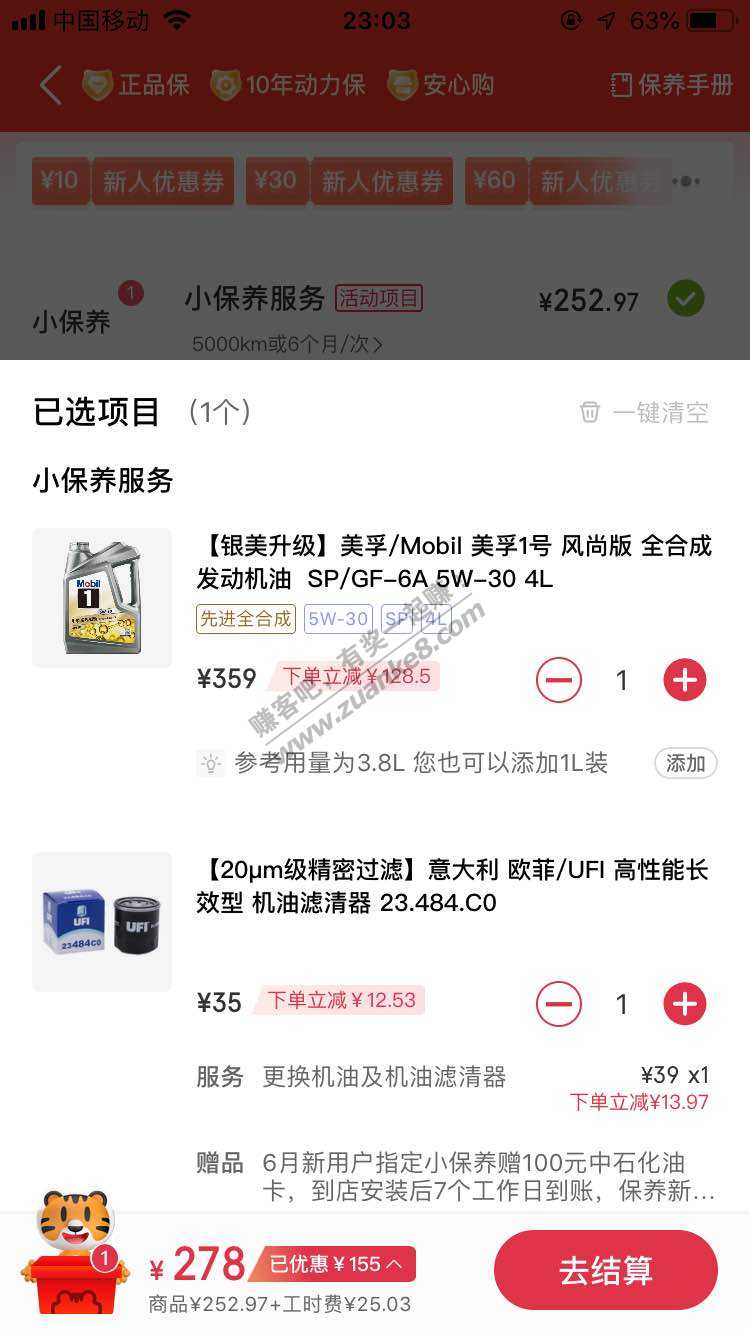 中国移动 23:03 63%
正品保 10年动力保 安心购 保养手册
¥10 新人优惠券 ¥30 新人优惠券 ¥60 新人优惠券
小保养 1 小保养服务 活动项目 ¥252.97
5000km或6个月/次>
已选项目 (1个) 一键清空
小保养服务
【银美升级】美孚/Mobil 美孚1号 风尚版 全合成
发动机油 SP/GF-6A 5W-30 4L
Mobil
1
先进全合成 5W-30 SP 4L
¥359 下单立减¥128.5 1
赚客吧,有奖一起赚
www.zuanke8.com
参考用量为3.8L 您也可以添加1L装 添加
【20μm级精密过滤】意大利 欧菲/UFI 高性能长
效型 机油滤清器 23.484.C0
UFI UFI
23484C0
¥35 下单立减¥12.53 1
服务 更换机油及机油滤清器 ¥39 x1
下单立减¥13.97
赠品 6月新用户指定小保养赠100元中石化油
卡，到店安装后7个工作日到账，保养新...
1 ¥278 已优惠¥155 去结算
商品¥252.97+工时费¥25.03